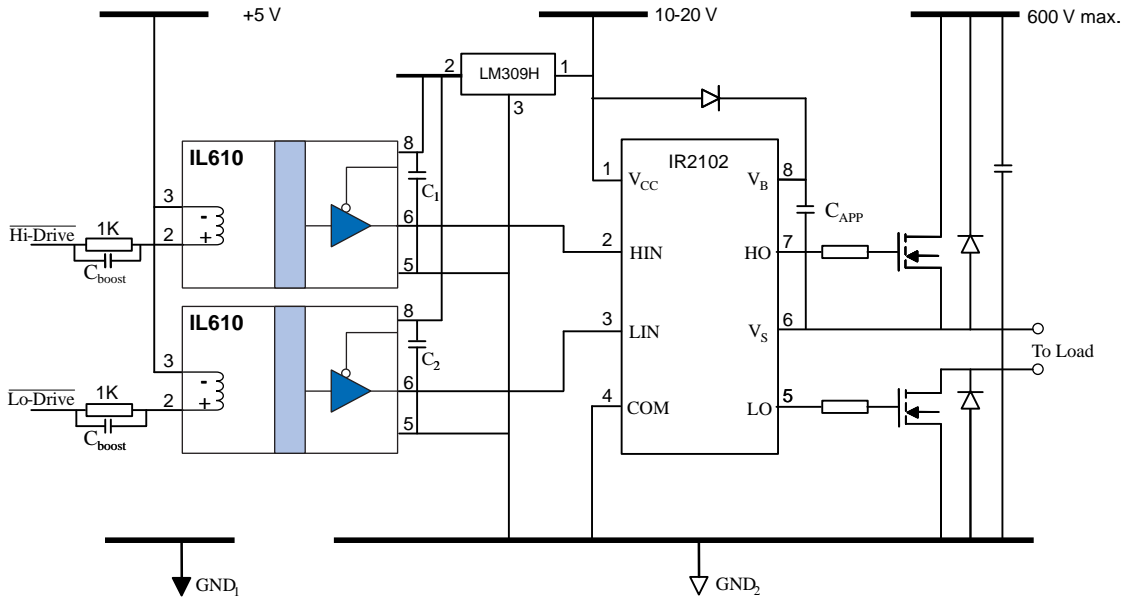 +5 V
10-20 V
600 V max.
2
LM309H
1
3
IL610
8
C1
IR2102
1
VCC
VB
8
3
-
Hi-Drive
1K
2
+
Cboost
6
5
CAPP
2
HIN
HO
7
IL610
8
C2
3
LIN
VS
6
To Load
3
-
Lo-Drive
1K
2
+
Cboost
6
5
4
COM
LO
5
GND1
GND2